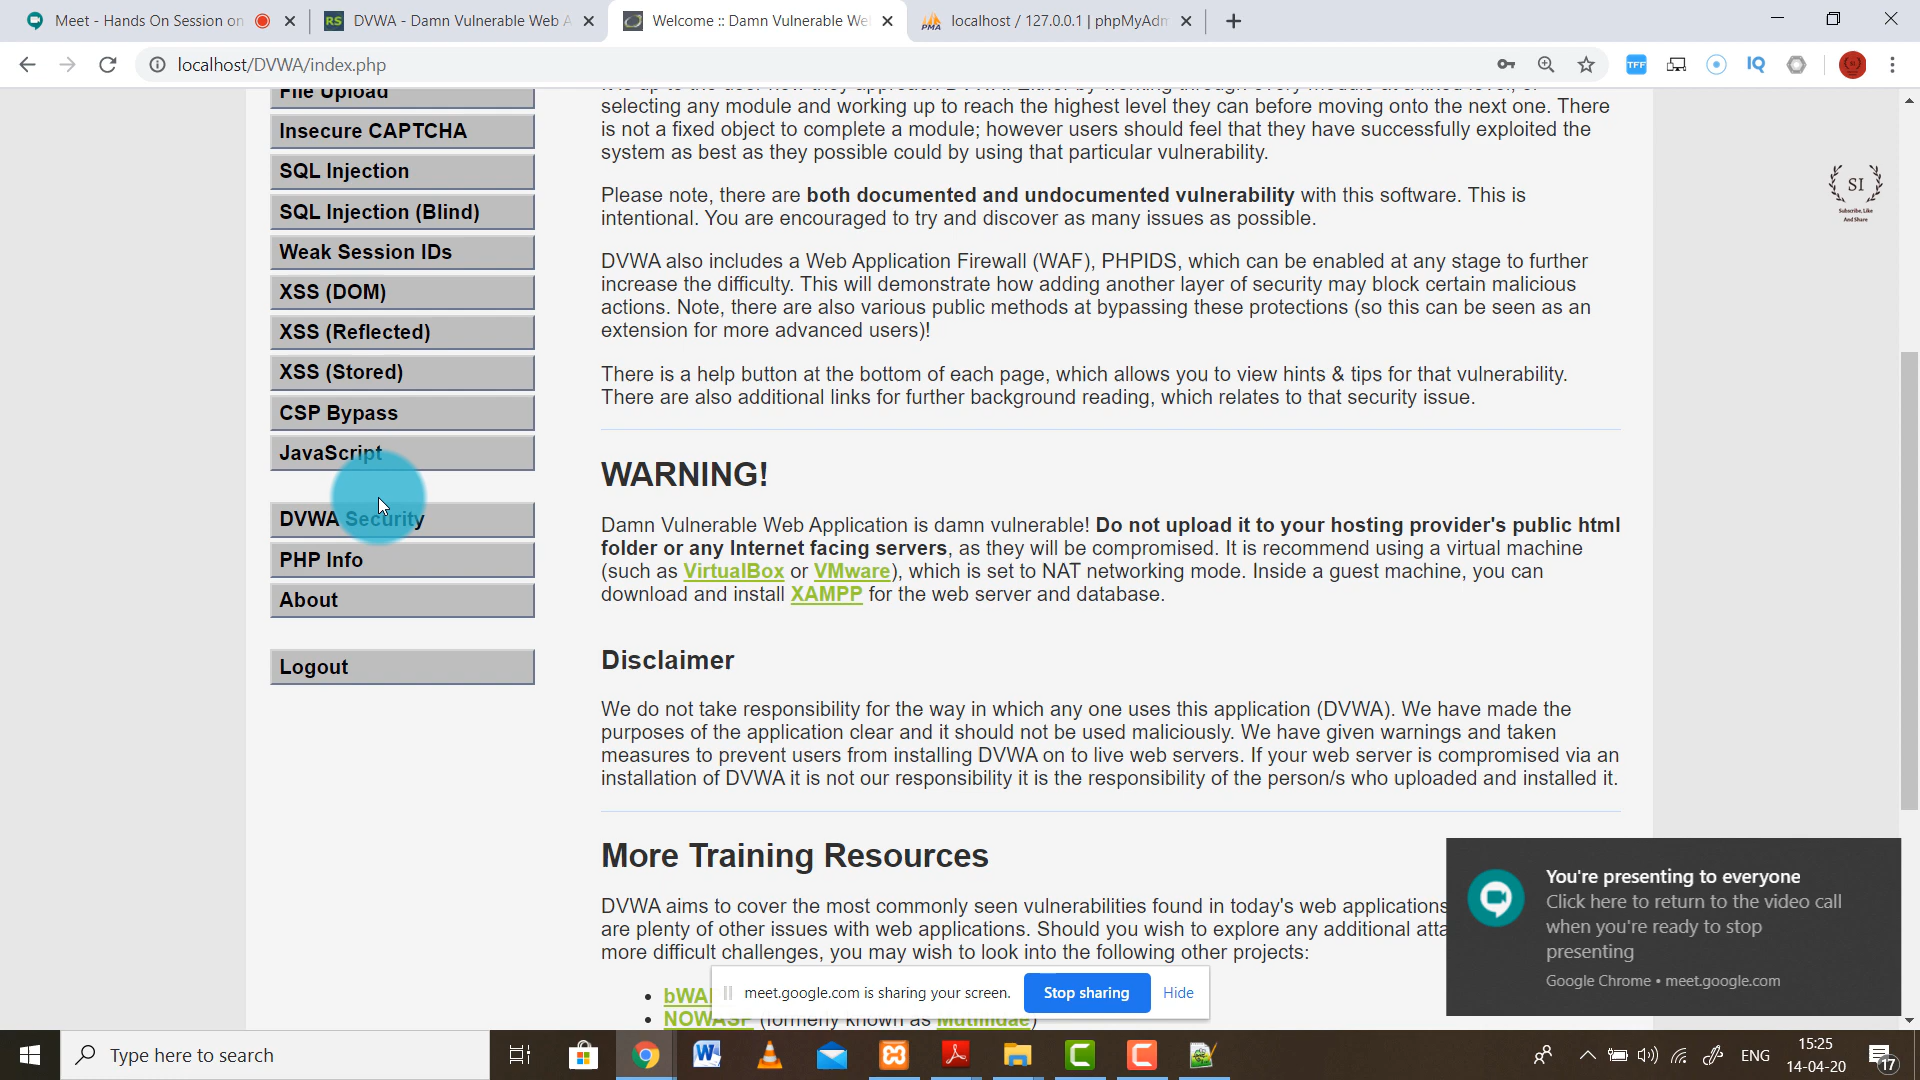 Meet - Hands On Session on
DVWA - Damn Vulnerable Web A
Welcome :: Damn Vulnerable We
localhost / 127.0.0.1 | phpMyAdm
localhost/DVWA/index.php
TFF
IQ
File Upload
Insecure CAPTCHA
SQL Injection
SQL Injection (Blind)
Weak Session IDs
XSS (DOM)
XSS (Reflected)
XSS (Stored)
CSP Bypass
JavaScript
DVWA Security
PHP Info
About
Logout
selecting any module and working up to reach the highest level they can before moving onto the next one. There
is not a fixed object to complete a module; however users should feel that they have successfully exploited the
system as best as they possible could by using that particular vulnerability.
Please note, there are both documented and undocumented vulnerability with this software. This is
intentional. You are encouraged to try and discover as many issues as possible.
DVWA also includes a Web Application Firewall (WAF), PHPIDS, which can be enabled at any stage to further
increase the difficulty. This will demonstrate how adding another layer of security may block certain malicious
actions. Note, there are also various public methods at bypassing these protections (so this can be seen as an
extension for more advanced users)!
There is a help button at the bottom of each page, which allows you to view hints & tips for that vulnerability.
There are also additional links for further background reading, which relates to that security issue.
WARNING!
Damn Vulnerable Web Application is damn vulnerable! Do not upload it to your hosting provider's public html
folder or any Internet facing servers, as they will be compromised. It is recommend using a virtual machine
(such as VirtualBox or VMware), which is set to NAT networking mode. Inside a guest machine, you can
download and install XAMPP for the web server and database.
Disclaimer
We do not take responsibility for the way in which any one uses this application (DVWA). We have made the
purposes of the application clear and it should not be used maliciously. We have given warnings and taken
measures to prevent users from installing DVWA on to live web servers. If your web server is compromised via an
installation of DVWA it is not our responsibility it is the responsibility of the person/s who uploaded and installed it.
More Training Resources
DVWA aims to cover the most commonly seen vulnerabilities found in today's web applications
are plenty of other issues with web applications. Should you wish to explore any additional atta
more difficult challenges, you may wish to look into the following other projects:
bWA
NOWASP (formerly known as Mutillidae)
SI
Subscribe, Like
And Share
You're presenting to everyone
Click here to return to the video call
when you're ready to stop
presenting
Google Chrome • meet.google.com
meet.google.com is sharing your screen. Stop sharing Hide
Type here to search
ENG
15:25
14-04-20
17